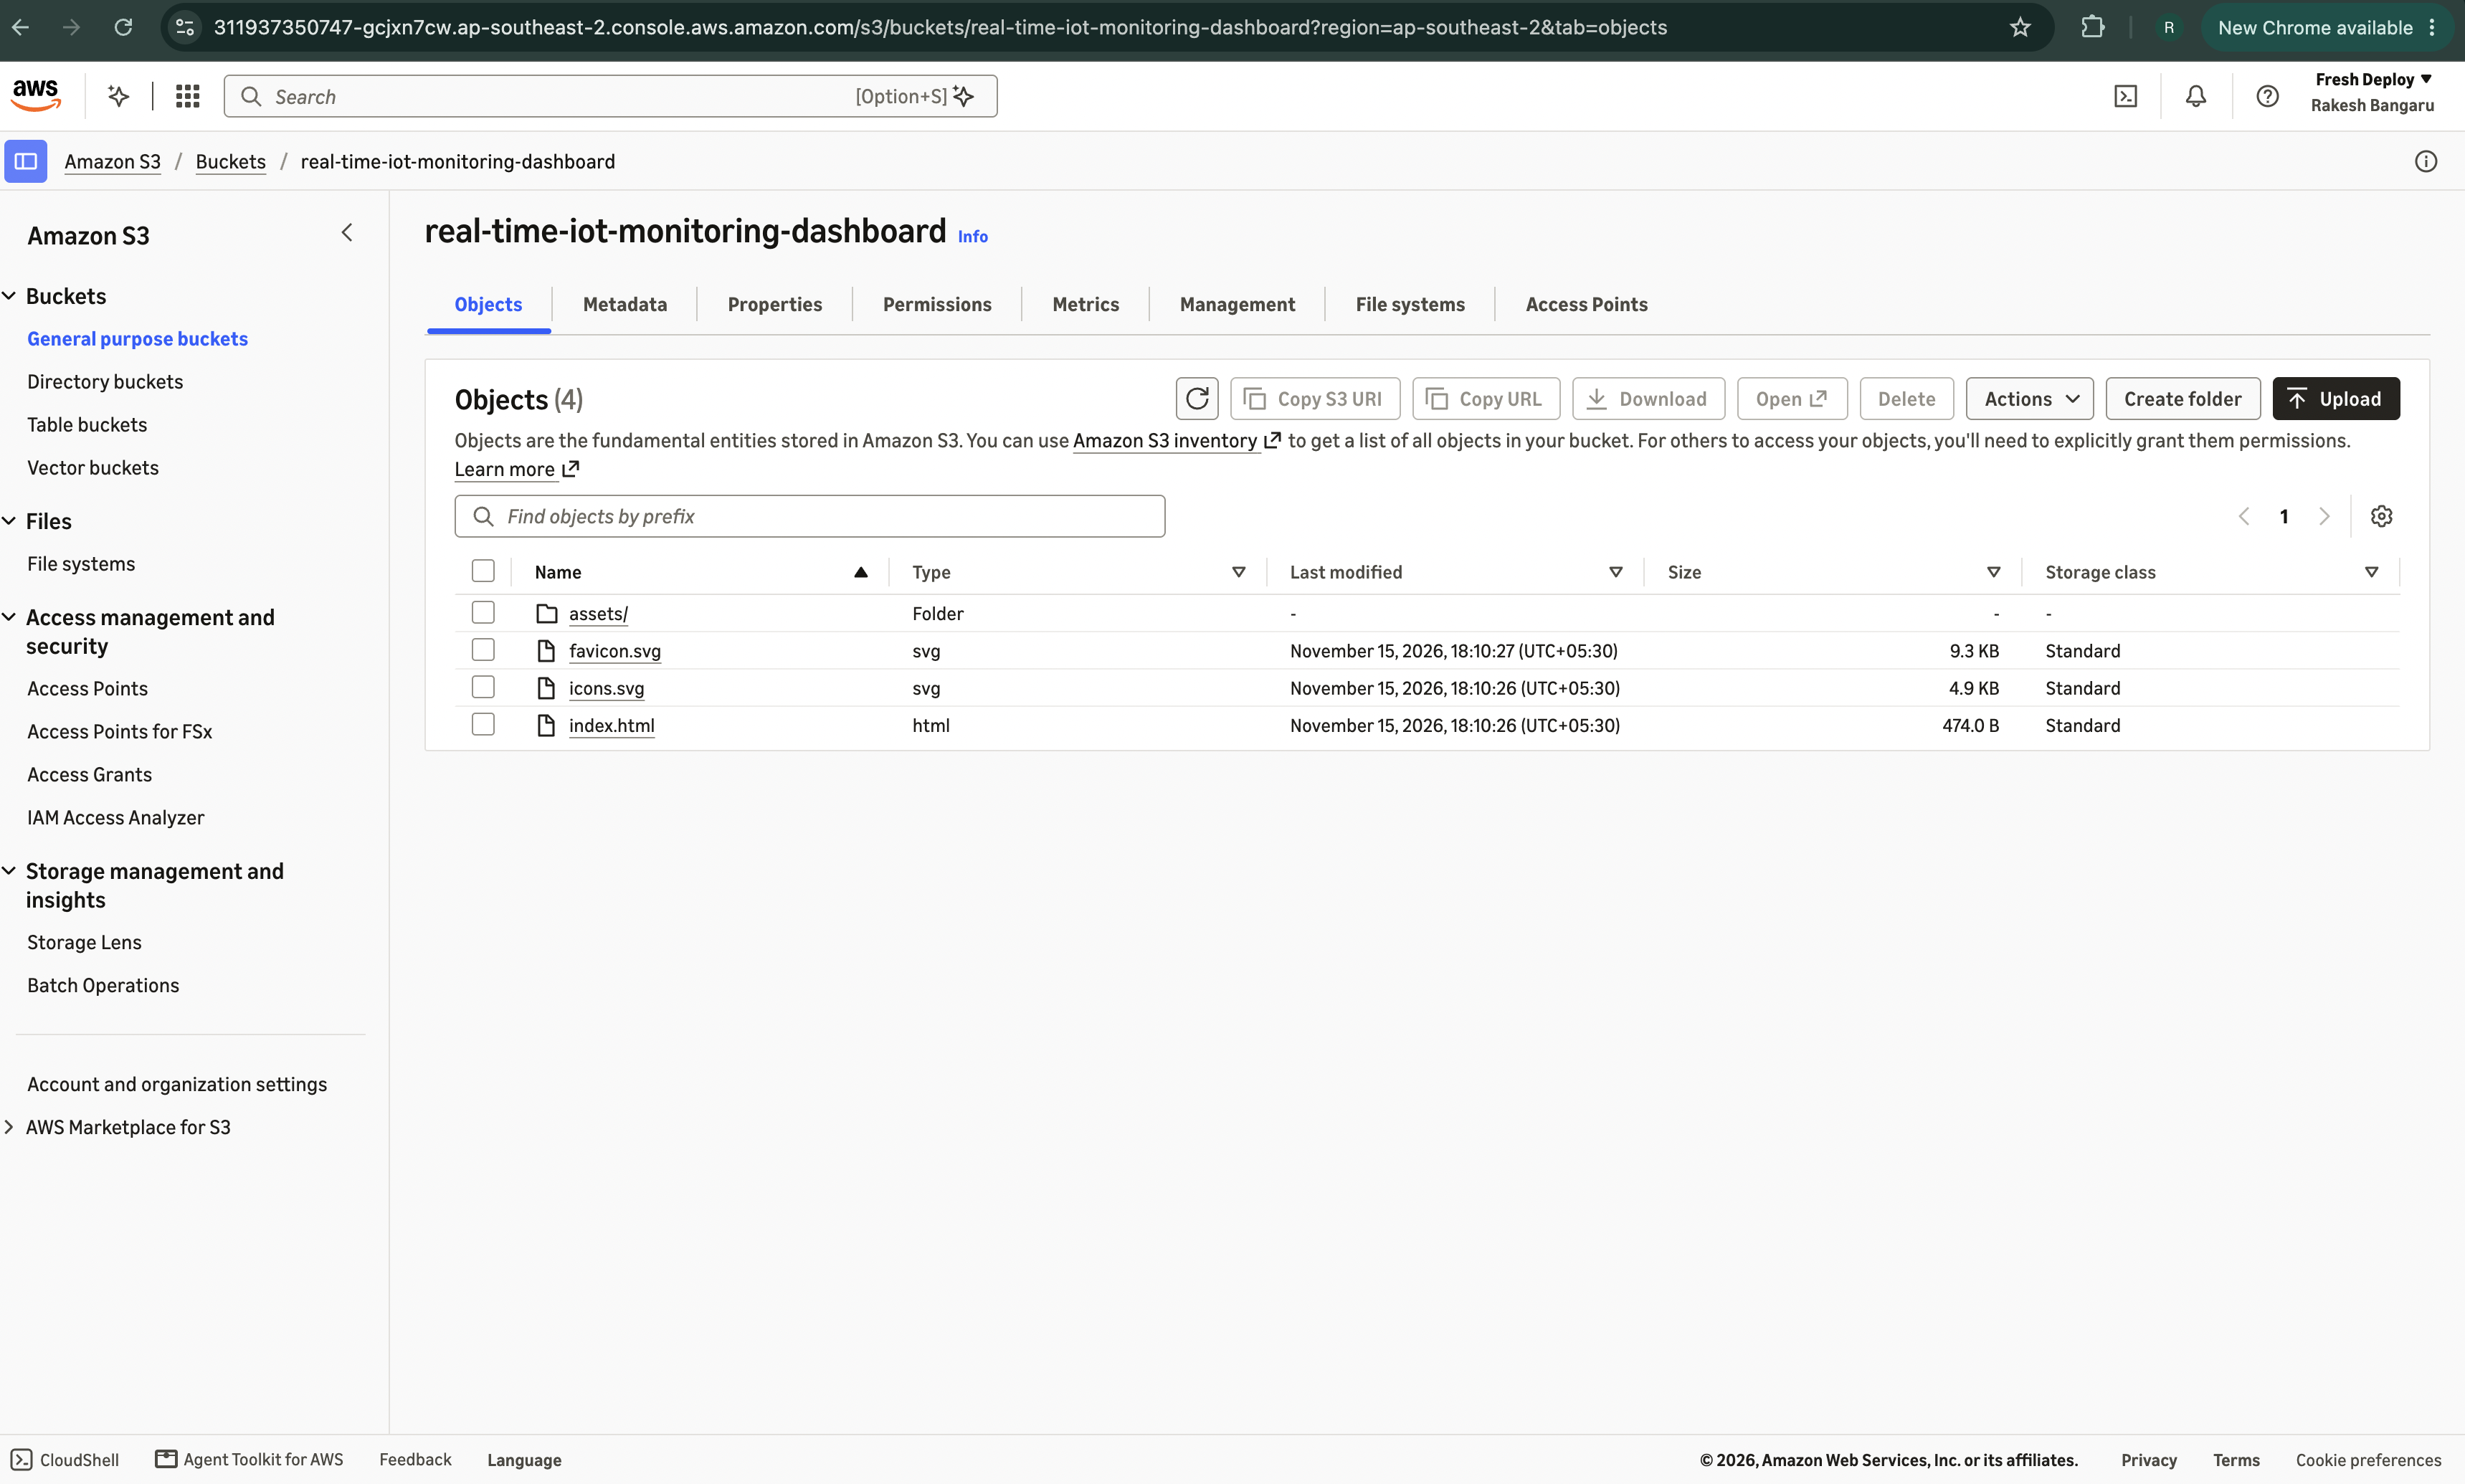 311937350747-gcjxn7cw.ap-southeast-2.console.aws.amazon.com/s3/buckets/real-time-iot-monitoring-dashboard?region=ap-southeast-2&tab=objects
R
New Chrome available
aws
Search
[Option+S]
Fresh Deploy
Rakesh Bangaru
Amazon S3 / Buckets / real-time-iot-monitoring-dashboard
Amazon S3
Buckets
General purpose buckets
Directory buckets
Table buckets
Vector buckets
Files
File systems
Access management and
security
Access Points
Access Points for FSx
Access Grants
IAM Access Analyzer
Storage management and
insights
Storage Lens
Batch Operations
Account and organization settings
AWS Marketplace for S3
real-time-iot-monitoring-dashboard Info
Objects Metadata Properties Permissions Metrics Management File systems Access Points
Objects (4)
Copy S3 URI Copy URL Download Open Delete Actions Create folder Upload
Objects are the fundamental entities stored in Amazon S3. You can use Amazon S3 inventory to get a list of all objects in your bucket. For others to access your objects, you'll need to explicitly grant them permissions.
Learn more
Find objects by prefix
1
Name Type Last modified Size Storage class
assets/ Folder - - -
favicon.svg svg November 15, 2026, 18:10:27 (UTC+05:30) 9.3 KB Standard
icons.svg svg November 15, 2026, 18:10:26 (UTC+05:30) 4.9 KB Standard
index.html html November 15, 2026, 18:10:26 (UTC+05:30) 474.0 B Standard
CloudShell Agent Toolkit for AWS Feedback Language
© 2026, Amazon Web Services, Inc. or its affiliates. Privacy Terms Cookie preferences